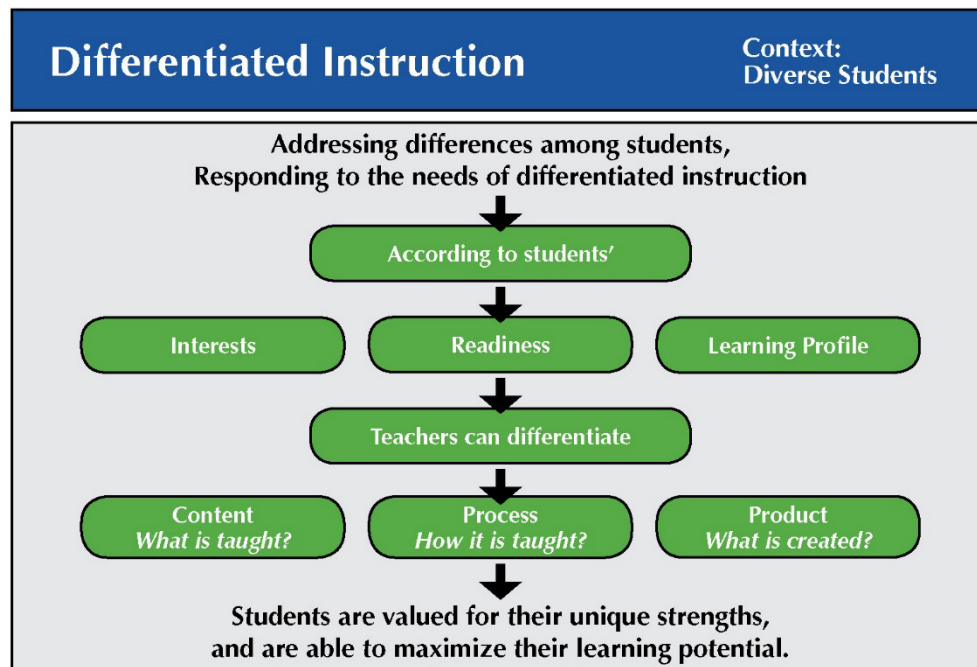 Differentiated Instruction
Context:
Diverse Students
Addressing differences among students,
Responding to the needs of differentiated instruction
According to students’
Interests
Readiness
Learning Profile
Teachers can differentiate
Content
What is taught?
Process
How it is taught?
Product
What is created?
Students are valued for their unique strengths,
and are able to maximize their learning potential.